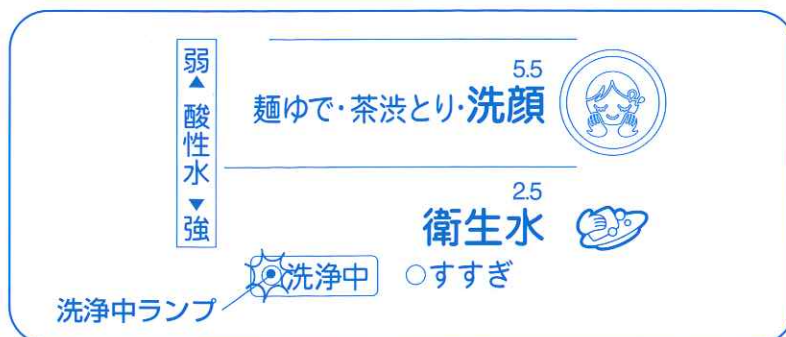 弱
▲
酸性水
▼
強
5.5
麺ゆで・茶渋とり・洗顔
2.5
衛生水
洗浄中 ○すすぎ
洗浄中ランプ